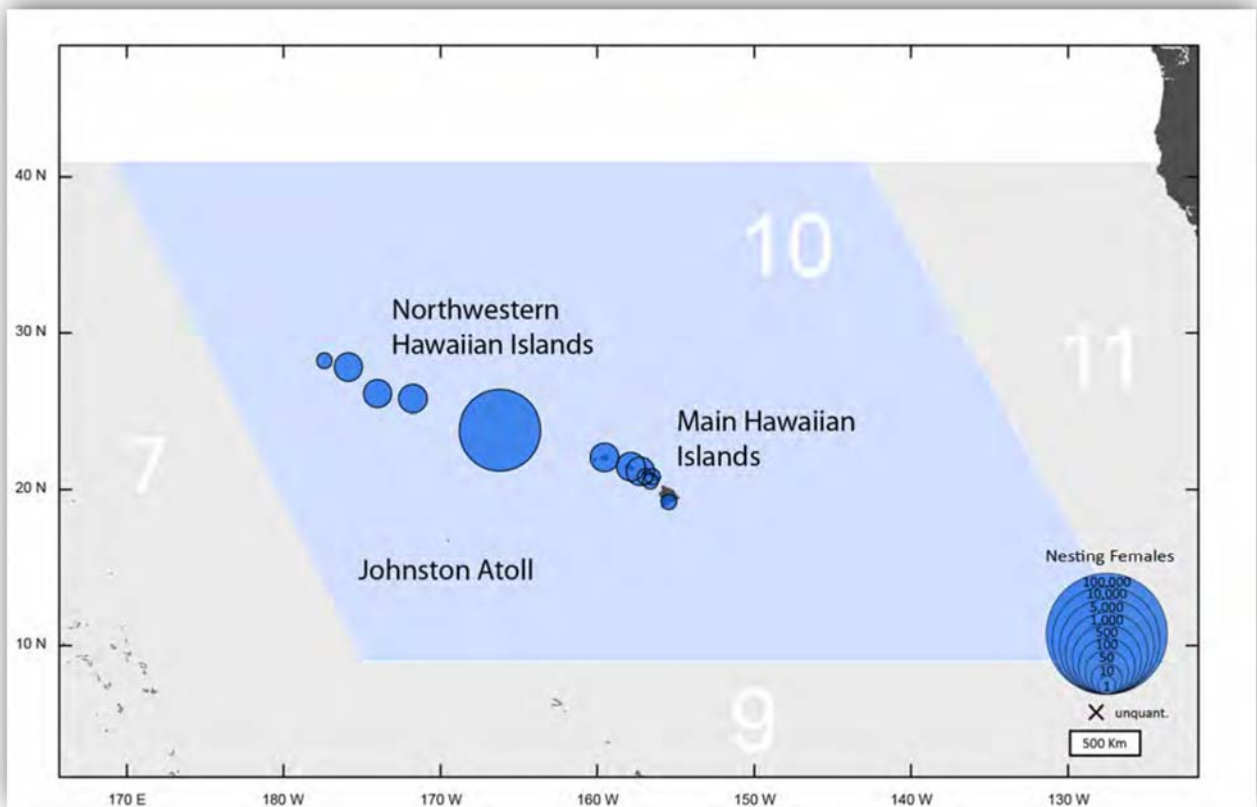 40 N
30 N
20 N
10 N
10
Northwestern
Hawaiian Islands
11
Main Hawaiian
Islands
7
Johnston Atoll
Nesting Females
100,000
10,000
5,000
1,000
500
100
50
10
1
9
unquant.
500 Km
170 E
180 W
170 W
160 W
150 W
140 W
130 W